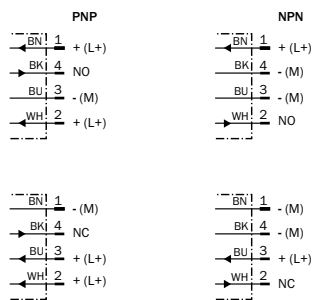 PNP
BN 1 + (L+)
BK 4 NO
BU 3 - (M)
WH 2 + (L+)
NPN
BN 1 + (L+)
BK 4 - (M)
BU 3 - (M)
WH 2 NO
BN 1 - (M)
BK 4 NC
BU 3 + (L+)
WH 2 + (L+)
BN 1 - (M)
BK 4 - (M)
BU 3 + (L+)
WH 2 NC